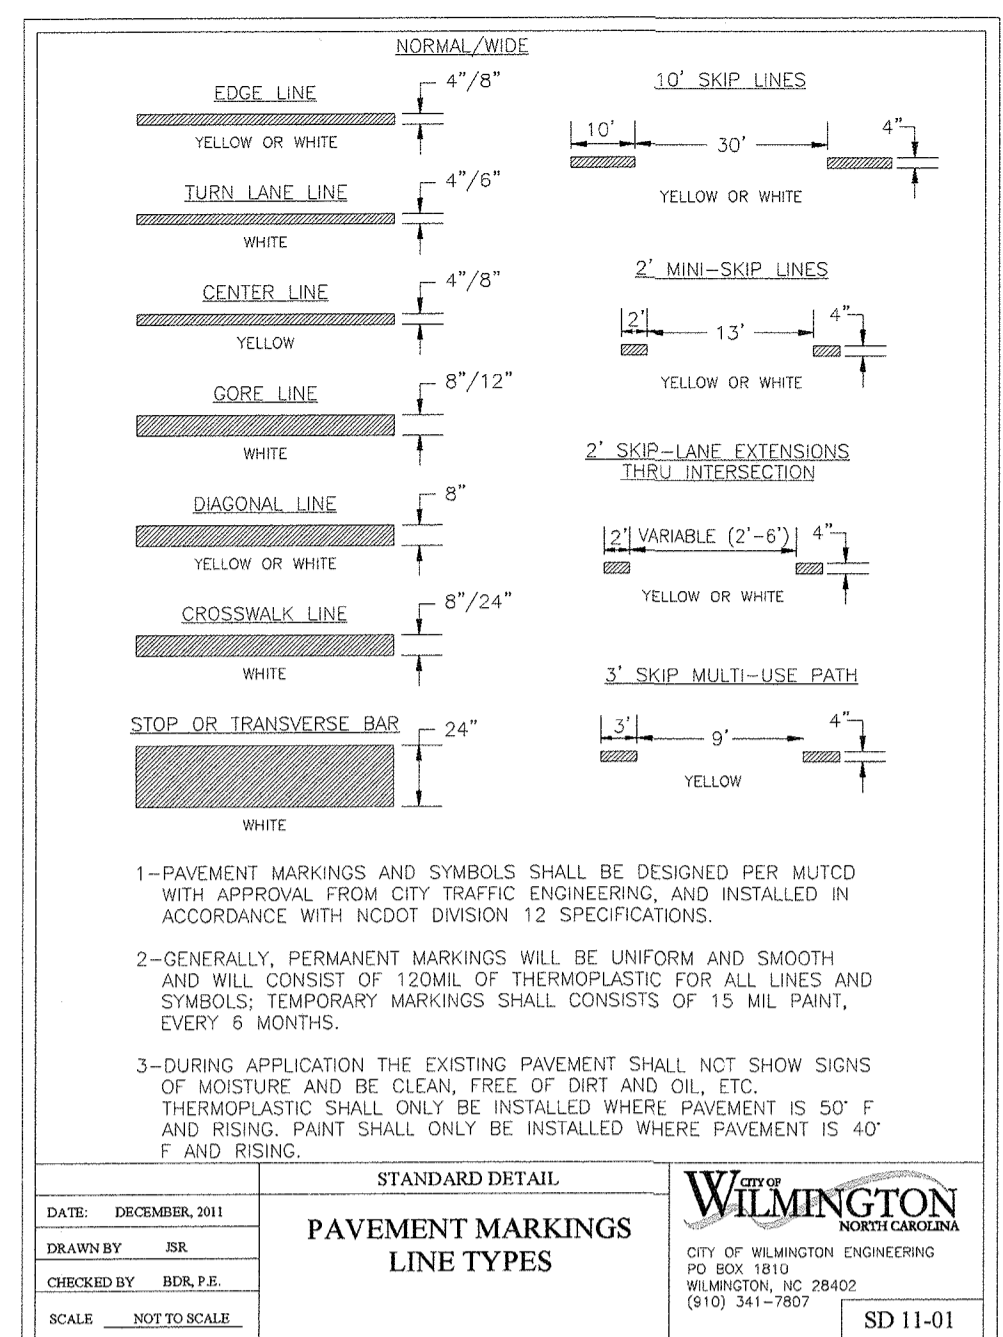 NORMAL/WIDE
EDGE LINE
4"/8"
YELLOW OR WHITE
TURN LANE LINE
4"/6"
WHITE
CENTER LINE
4"/8"
YELLOW
GORE LINE
8"/12"
WHITE
DIAGONAL LINE
8"
YELLOW OR WHITE
CROSSWALK LINE
8"/24"
WHITE
STOP OR TRANSVERSE BAR
24"
WHITE
10' SKIP LINES
10'
30'
4"
YELLOW OR WHITE
2' MINI-SKIP LINES
2'
13'
4"
YELLOW OR WHITE
2' SKIP-LANE EXTENSIONS
THRU INTERSECTION
2'
VARIABLE (2'-6')
4"
YELLOW OR WHITE
3' SKIP MULTI-USE PATH
3'
9'
4"
YELLOW
1-PAVEMENT MARKINGS AND SYMBOLS SHALL BE DESIGNED PER MUTCD
WITH APPROVAL FROM CITY TRAFFIC ENGINEERING, AND INSTALLED IN
ACCORDANCE WITH NCDOT DIVISION 12 SPECIFICATIONS.
2-GENERALLY, PERMANENT MARKINGS WILL BE UNIFORM AND SMOOTH
AND WILL CONSIST OF 120MIL OF THERMOPLASTIC FOR ALL LINES AND
SYMBOLS; TEMPORARY MARKINGS SHALL CONSISTS OF 15 MIL PAINT,
EVERY 6 MONTHS.
3-DURING APPLICATION THE EXISTING PAVEMENT SHALL NOT SHOW SIGNS
OF MOISTURE AND BE CLEAN, FREE OF DIRT AND OIL, ETC.
THERMOPLASTIC SHALL ONLY BE INSTALLED WHERE PAVEMENT IS 50° F
AND RISING. PAINT SHALL ONLY BE INSTALLED WHERE PAVEMENT IS 40°
F AND RISING.
DATE: DECEMBER, 2011
DRAWN BY JSR
CHECKED BY BDR, P.E.
SCALE NOT TO SCALE
STANDARD DETAIL
PAVEMENT MARKINGS
LINE TYPES
CITY OF
WILMINGTON
NORTH CAROLINA
CITY OF WILMINGTON ENGINEERING
PO BOX 1810
WILMINGTON, NC 28402
(910) 341-7807
SD 11-01